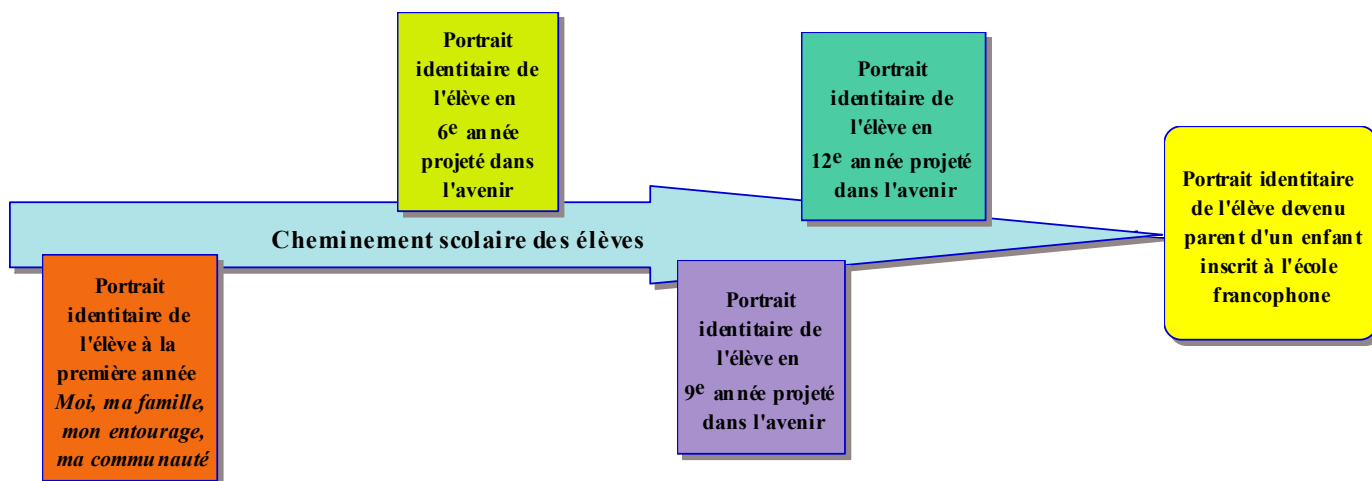 Portrait
identitaire de
l'élève à la
première année
Moi, ma famille,
mon entourage,
ma communauté
Portrait
identitaire de
l'élève en
6e année
projeté dans
l'avenir
Cheminement scolaire des élèves
Portrait
identitaire de
l'élève en
9e année projeté
dans l'avenir
Portrait
identitaire de
l'élève en
12e année projeté
dans l'avenir
Portrait identitaire
de l'élève devenu
parent d'un enfant
inscrit à l'école
francophone